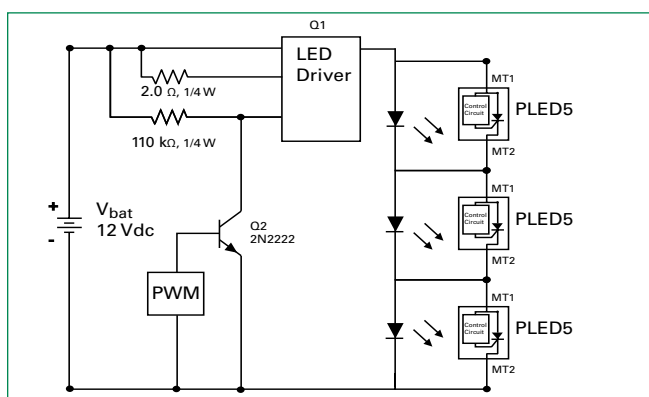 Q1
LED
Driver
2.0 Ω, 1/4 W
110 kΩ, 1/4 W
+
Vbat
12 Vdc
-
Q2
2N2222
PWM
MT1
Control
Circuit
PLED5
MT2
MT1
Control
Circuit
PLED5
MT2
MT1
Control
Circuit
PLED5
MT2